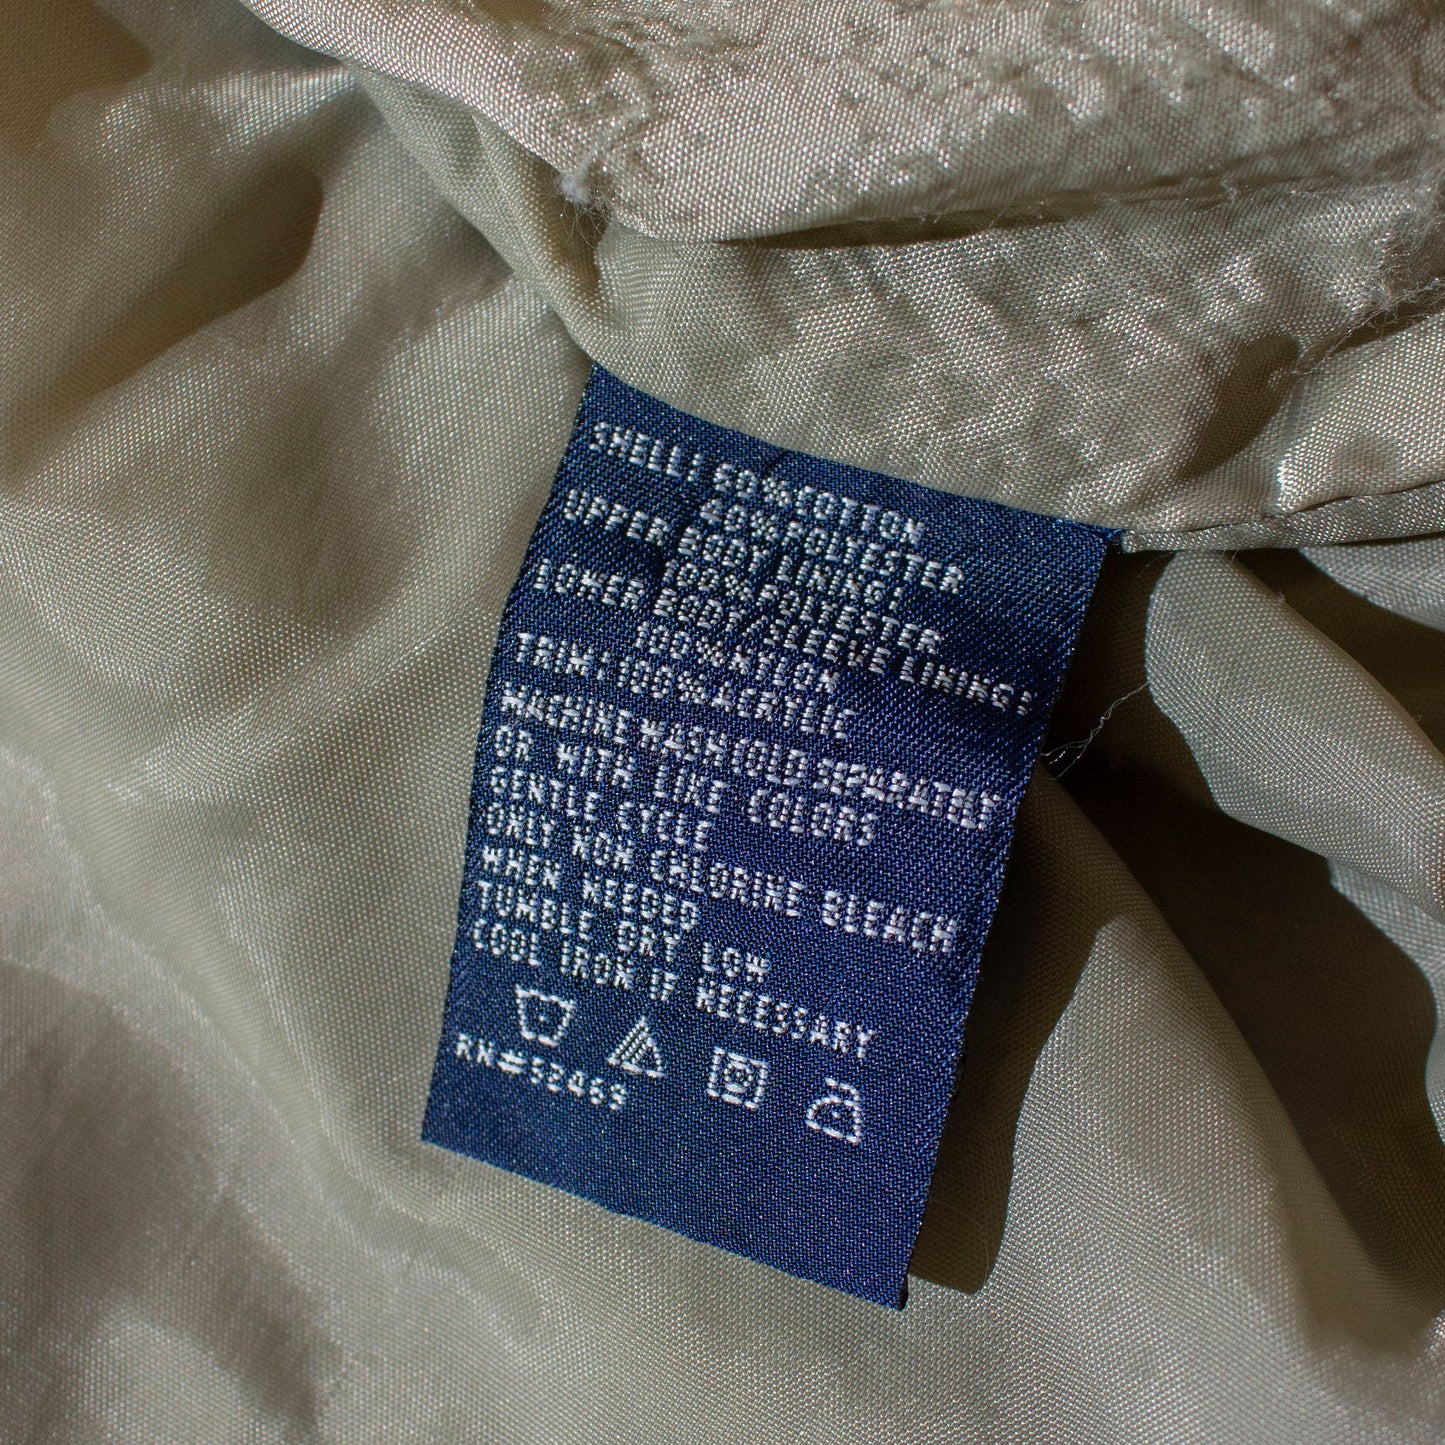 SHELL: 60% COTTON
40% POLYESTER
UPPER BODY LINING:
100% POLYESTER
LOWER BODY/SLEEVE LINING:
100% NYLON
TRIM: 100% ACRYLIC
MACHINE WASH COLD SEPARATELY
OR WITH LIKE COLORS
GENTLE CYCLE
ONLY NON CHLORINE BLEACH
WHEN NEEDED
TUMBLE DRY LOW
COOL IRON IF NECESSARY